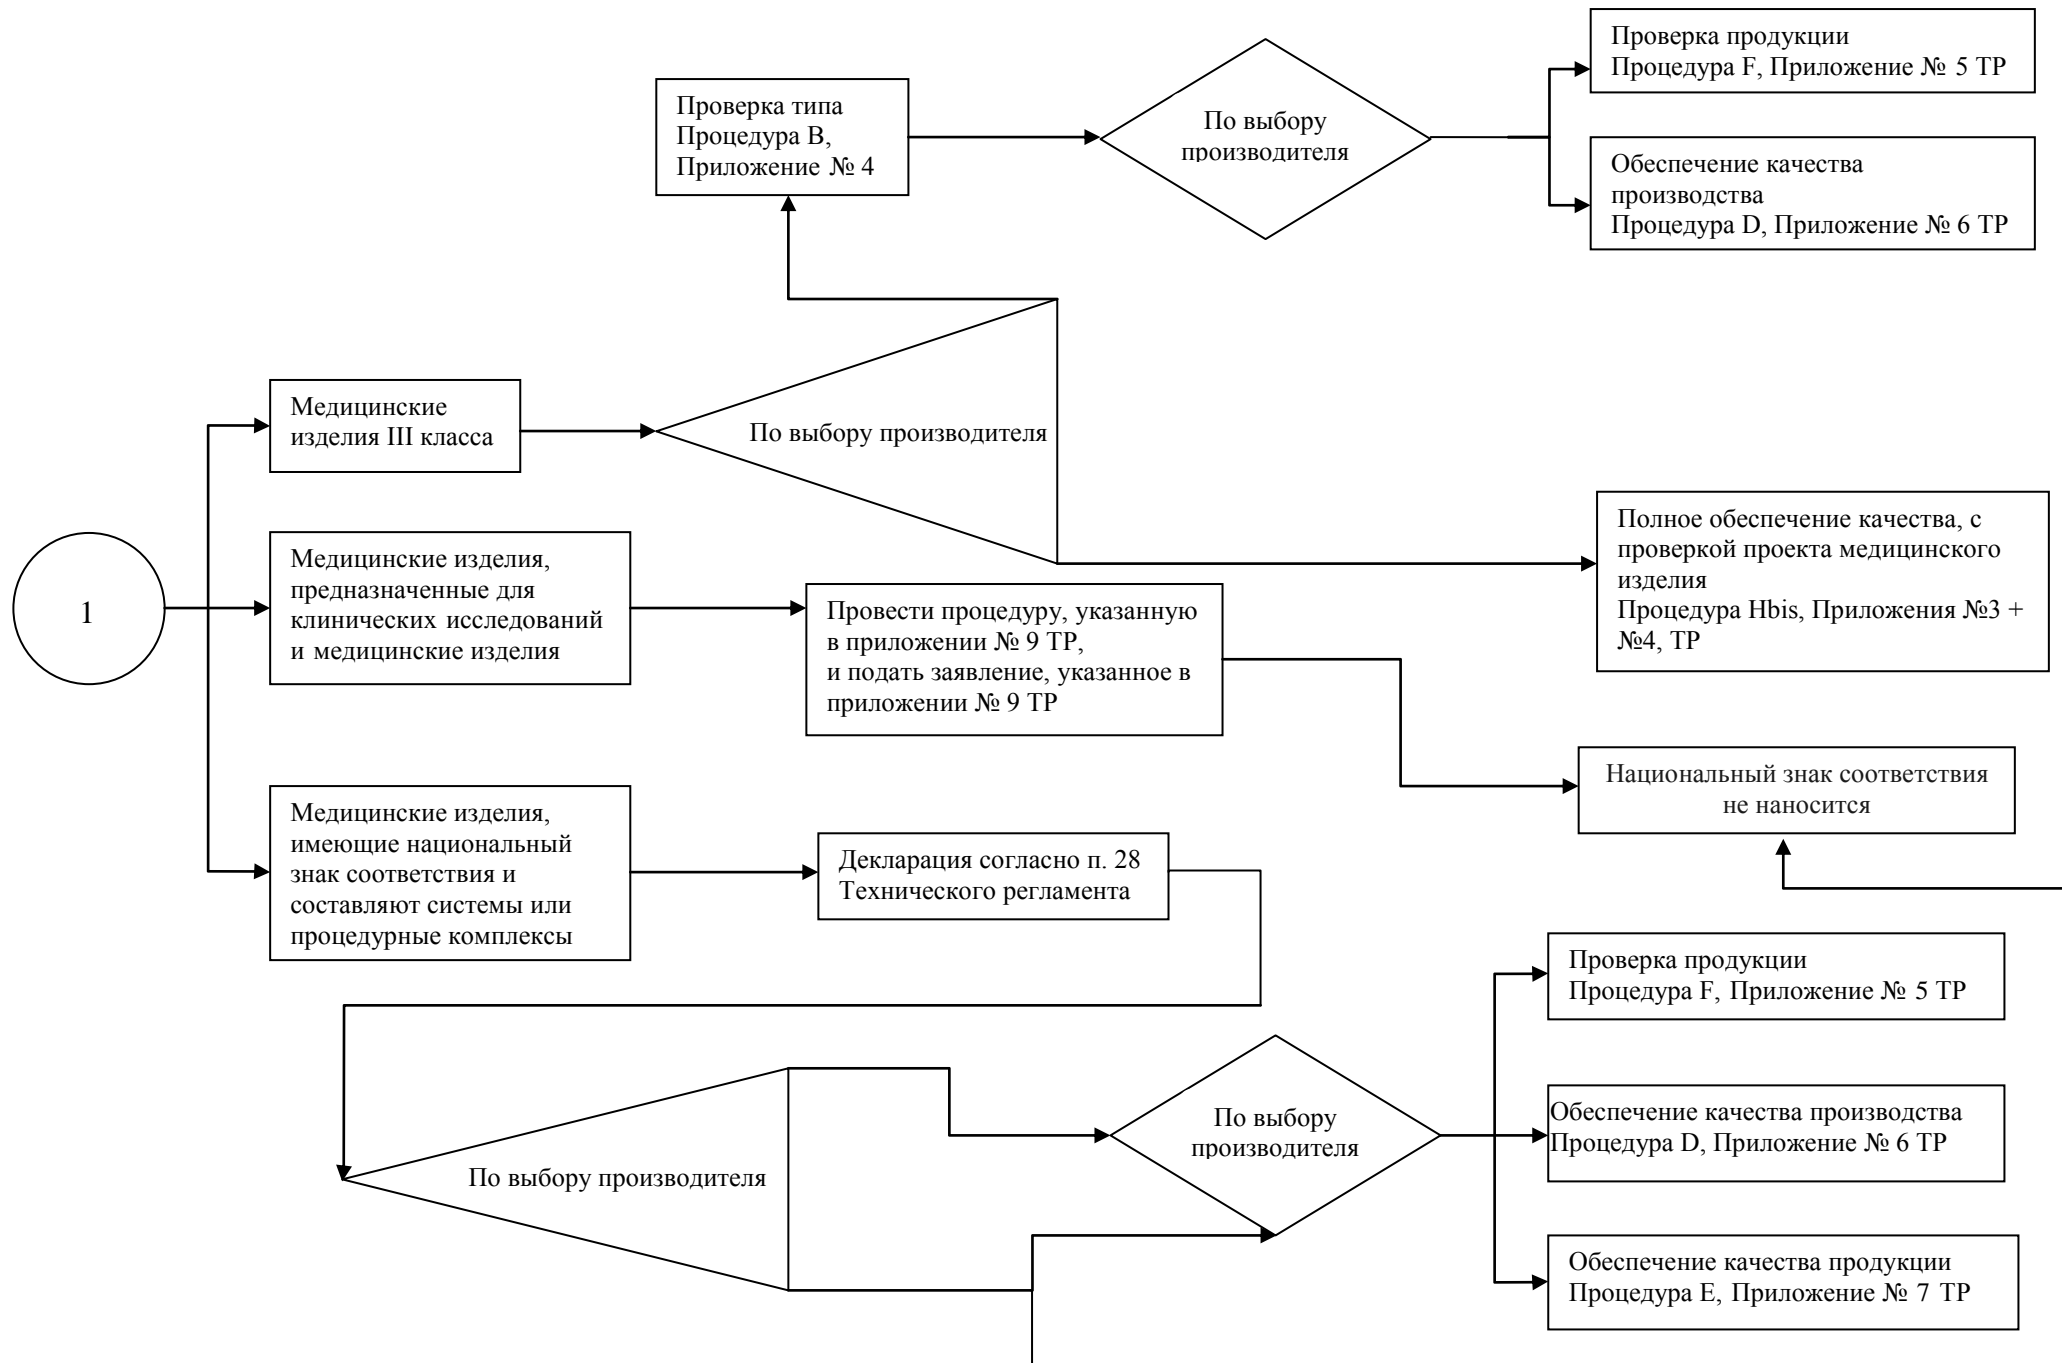 Проверка продукции
Процедура F, Приложение № 5 ТР
Проверка типа
Процедура В,
Приложение № 4
По выбору
производителя
Обеспечение качества
производства
Процедура D, Приложение № 6 ТР
Медицинские
изделия III класса
По выбору производителя
Полное обеспечение качества, с
проверкой проекта медицинского
изделия
Процедура Hbis, Приложения №3 +
№4, ТР
1
Медицинские изделия,
предназначенные для
клинических исследований
и медицинские изделия
Провести процедуру, указанную
в приложении № 9 ТР,
и подать заявление, указанное в
приложении № 9 ТР
Национальный знак соответствия
не наносится
Медицинские изделия,
имеющие национальный
знак соответствия и
составляют системы или
процедурные комплексы
Декларация согласно п. 28
Технического регламента
Проверка продукции
Процедура F, Приложение № 5 ТР
По выбору производителя
По выбору
производителя
Обеспечение качества производства
Процедура D, Приложение № 6 ТР
Обеспечение качества продукции
Процедура Е, Приложение № 7 ТР